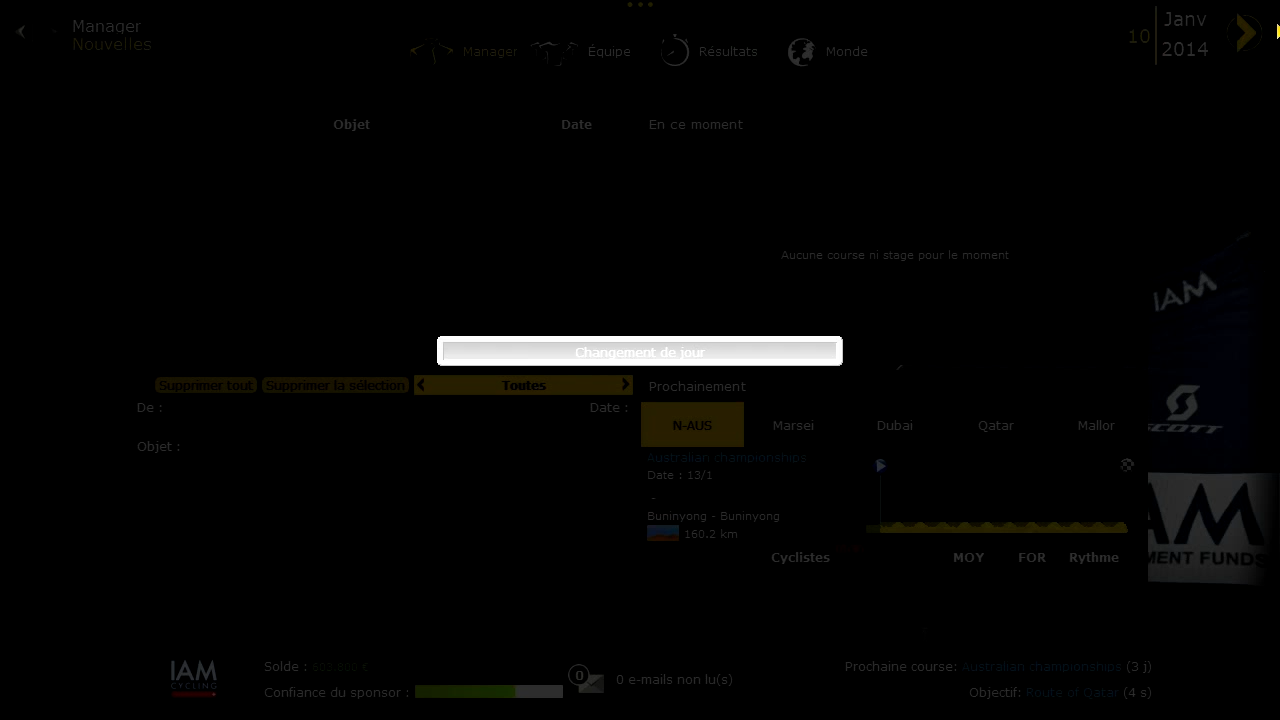 Manager
Nouvelles
Manager
Équipe
Résultats
Monde
10
Janv
2014
Objet
Date
En ce moment
Aucune course ni stage pour le moment
IAM
Changement de jour
Supprimer tout
Supprimer la sélection
Toutes
Prochainement
De :
Date :
N-AUS
Marsei
Dubai
Qatar
Mallor
SCOTT
Objet :
Australian championships
Date : 13/1
-
Buninyong - Buninyong
160.2 km
AM
MENT FUNDS
Cyclistes
MOY
FOR
Rythme
IAM
CYCLING
Solde :
Confiance du sponsor :
0
0 e-mails non lu(s)
Prochaine course: Australian championships (3 j)
Objectif: Route of Qatar (4 s)